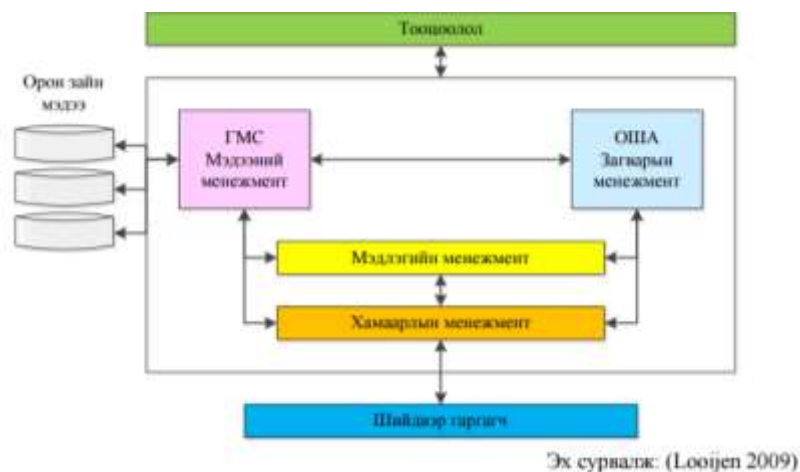 Тооцоолол
Орон зайн
мэдээ
ГМС
Мэдээний
менежмент
ОША
Загварын
менежмент
Мэдлэгийн менежмент
Хамаарлын менежмент
Шийдвэр гаргагч
Эх сурвалж: (Looijen 2009)